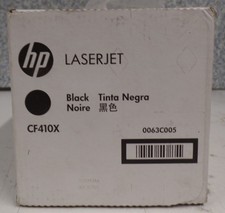 hp LASERJET
Black Tinta Negra
Noire 黑色
CF410X
0063C005